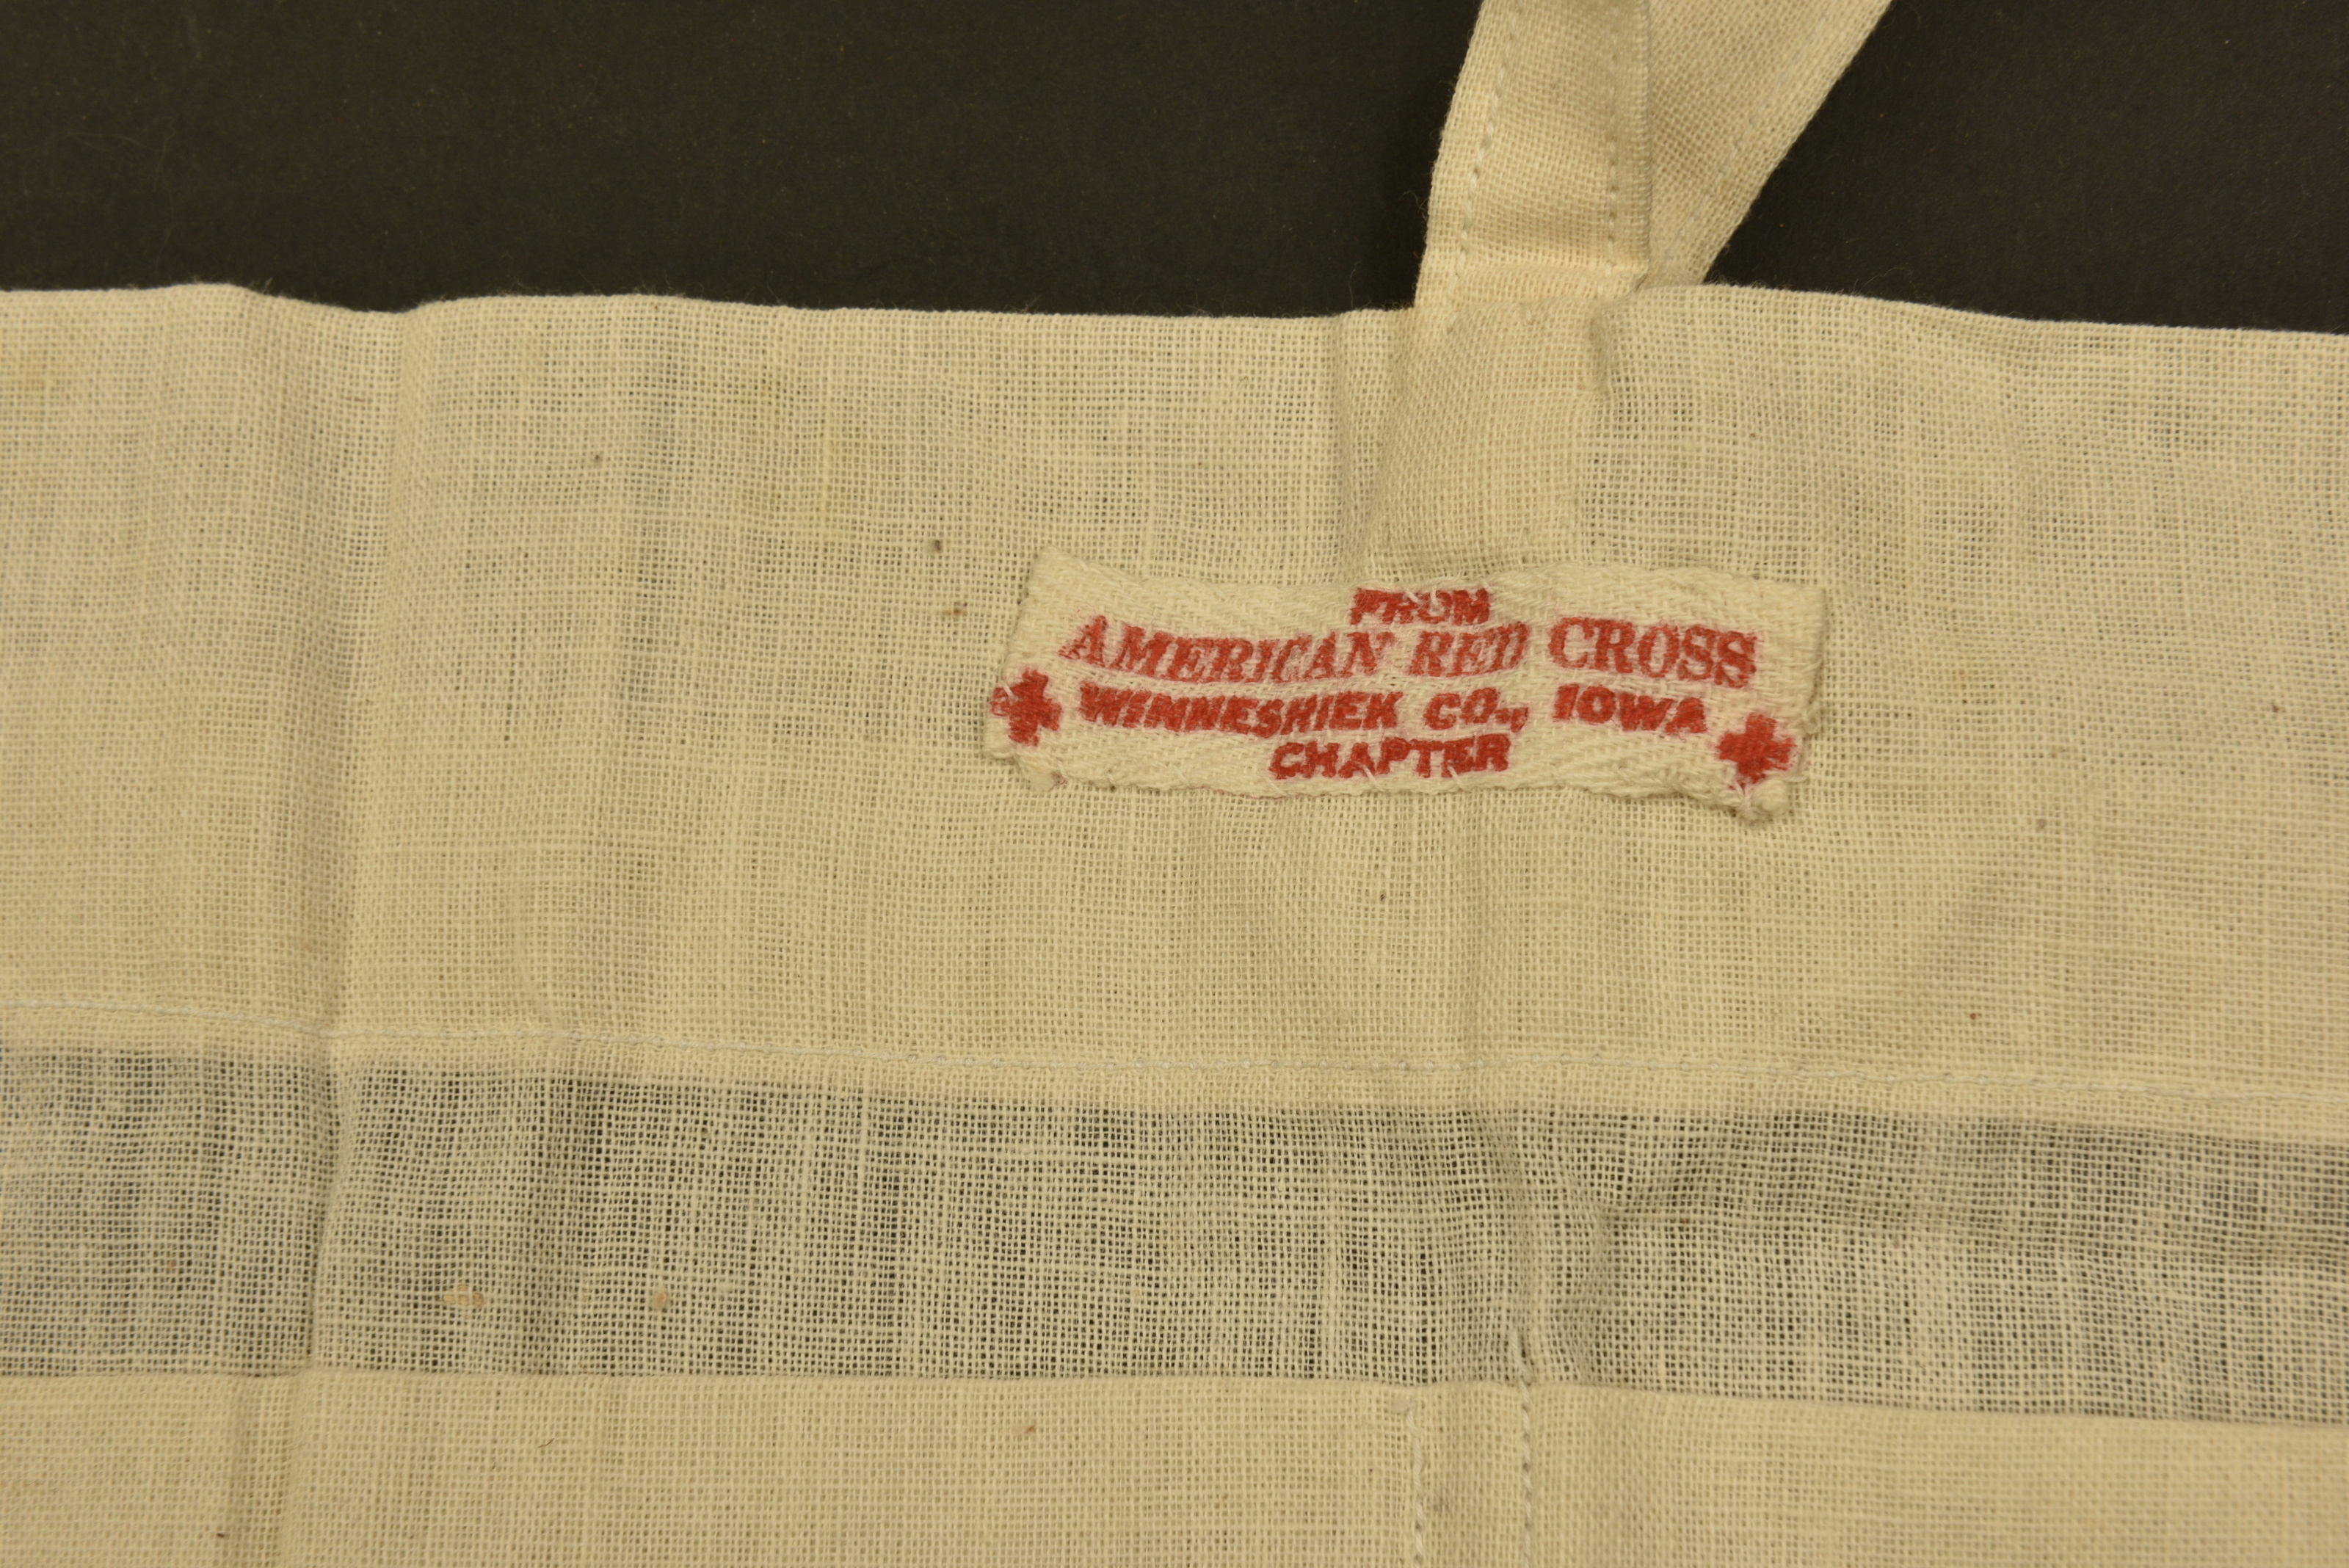 FROM
AMERICAN RED CROSS
WINNESHIEK CO., IOWA
CHAPTER